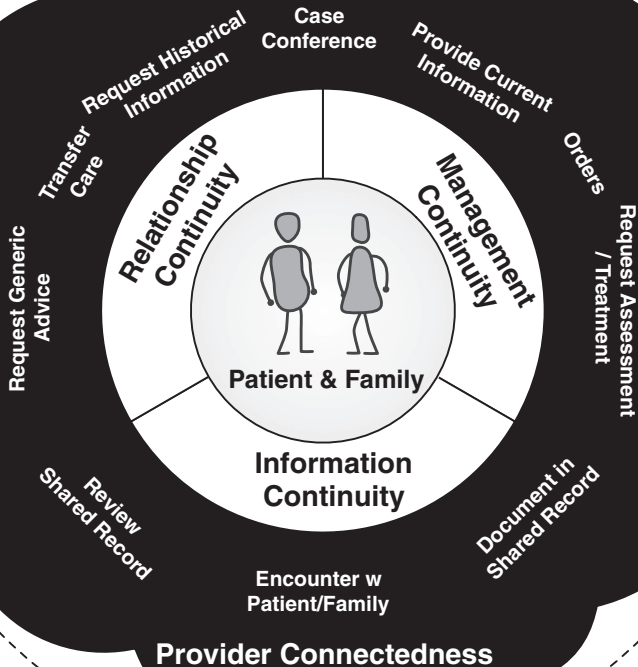 Case
Conference
Provide Current
Information
Orders
Request Assessment
/ Treatment
Document in
Shared Record
Encounter w
Patient/Family
Review
Shared Record
Request Generic
Advice
Transfer
Care
Request Historical
Information
Relationship
Continuity
Management
Continuity
Information
Continuity
Patient & Family
Provider Connectedness